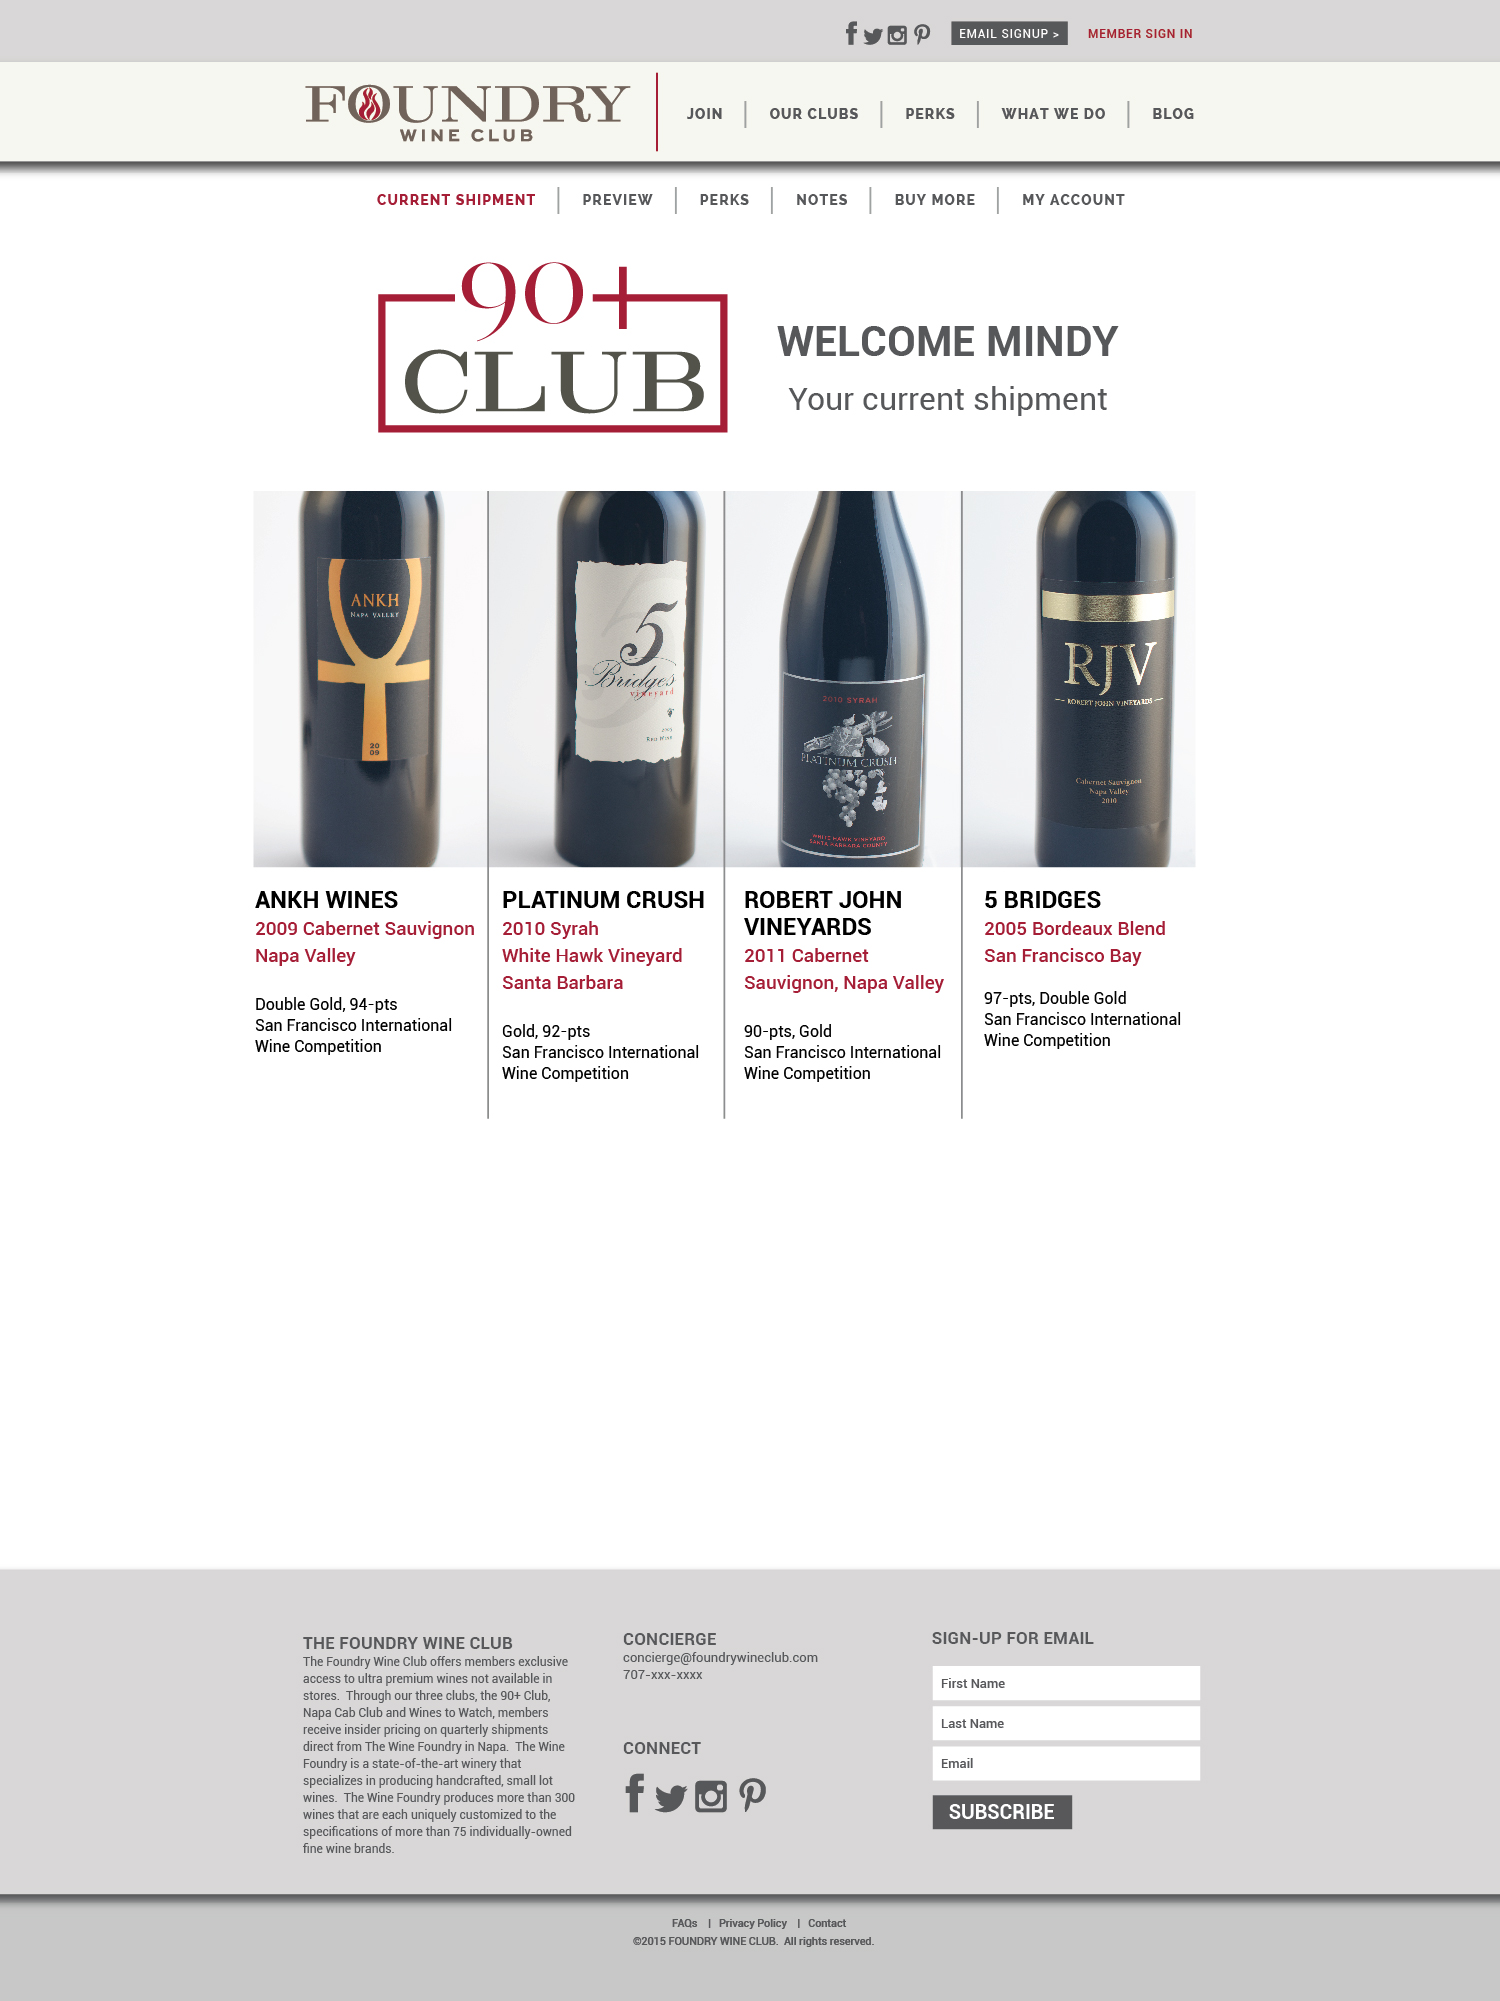 EMAIL SIGNUP >
MEMBER SIGN IN
FOUNDRY
WINE CLUB
JOIN
OUR CLUBS
PERKS
WHAT WE DO
BLOG
CURRENT SHIPMENT
PREVIEW
PERKS
NOTES
BUY MORE
MY ACCOUNT
90+
CLUB
WELCOME MINDY
Your current shipment
ANKH
NAPA VALLEY
20
09
5
Bridges
vineyard
2005
RED WINE
2010 SYRAH
PLATINUM CRUSH
WHITE HAWK VINEYARD
SANTA BARBARA COUNTY
RJV
ROBERT JOHN VINEYARDS
Cabernet Sauvignon
Napa Valley
2010
ANKH WINES
2009 Cabernet Sauvignon
Napa Valley
Double Gold, 94-pts
San Francisco International
Wine Competition
PLATINUM CRUSH
2010 Syrah
White Hawk Vineyard
Santa Barbara
Gold, 92-pts
San Francisco International
Wine Competition
ROBERT JOHN
VINEYARDS
2011 Cabernet
Sauvignon, Napa Valley
90-pts, Gold
San Francisco International
Wine Competition
5 BRIDGES
2005 Bordeaux Blend
San Francisco Bay
97-pts, Double Gold
San Francisco International
Wine Competition
THE FOUNDRY WINE CLUB
The Foundry Wine Club offers members exclusive
access to ultra premium wines not available in
stores.  Through our three clubs, the 90+ Club,
Napa Cab Club and Wines to Watch, members
receive insider pricing on quarterly shipments
direct from The Wine Foundry in Napa.  The Wine
Foundry is a state-of-the-art winery that
specializes in producing handcrafted, small lot
wines.  The Wine Foundry produces more than 300
wines that are each uniquely customized to the
specifications of more than 75 individually-owned
fine wine brands.
CONCIERGE
concierge@foundrywineclub.com
707-xxx-xxxx
CONNECT
SIGN-UP FOR EMAIL
First Name
Last Name
Email
SUBSCRIBE
FAQs | Privacy Policy | Contact
©2015 FOUNDRY WINE CLUB.  All rights reserved.